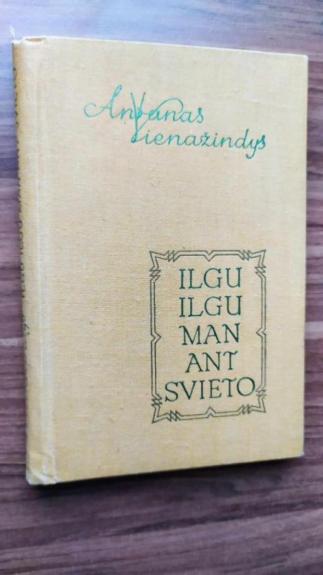 Antanas
Vienažindys
ILGU
ILGU
MAN
ANT
SVIETO